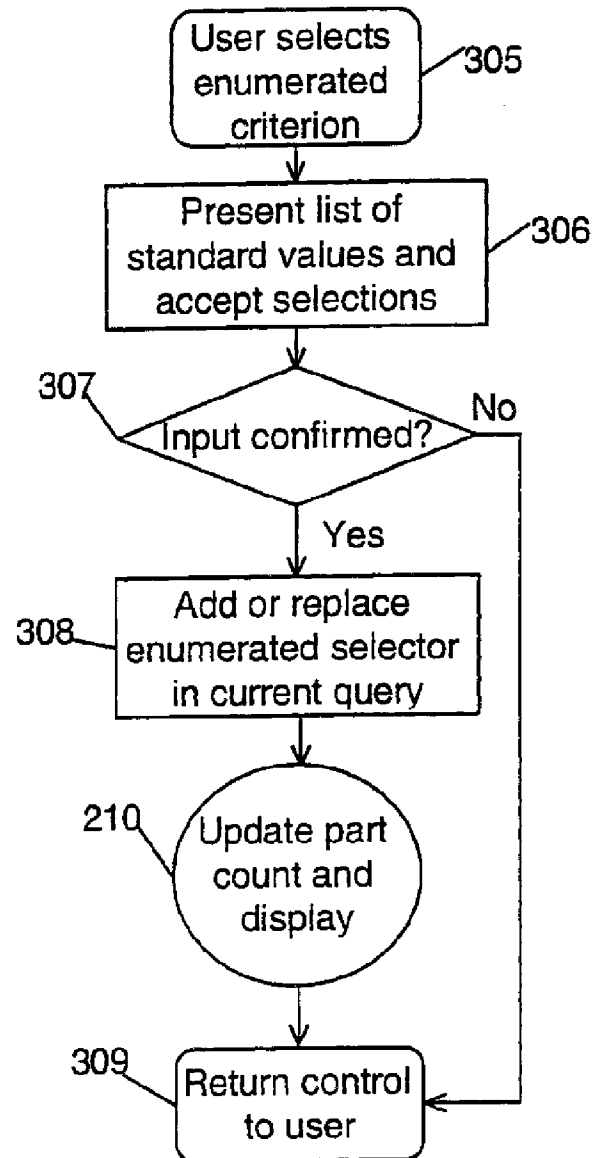 User selects
enumerated
criterion
305
Present list of
standard values and
accept selections
306
307
Input confirmed?
No
Yes
308
Add or replace
enumerated selector
in current query
210
Update part
count and
display
309
Return control
to user